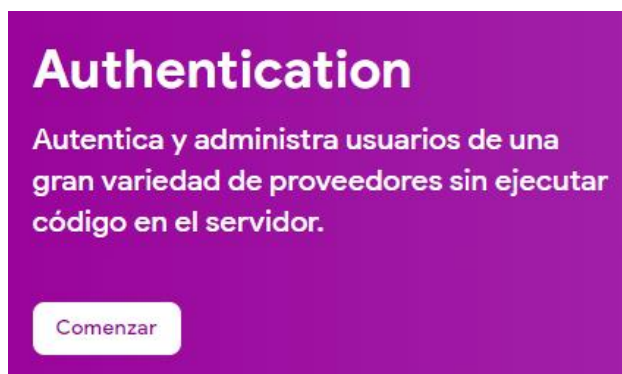 Authentication
Autentica y administra usuarios de una
gran variedad de proveedores sin ejecutar
código en el servidor.
Comenzar